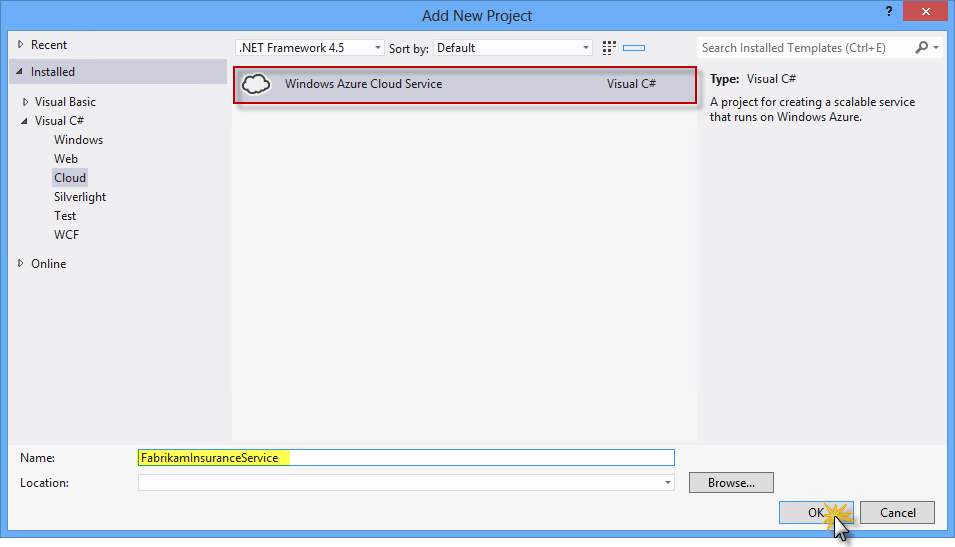 Add New Project
?
Recent
Installed
Visual Basic
Visual C#
Windows
Web
Cloud
Silverlight
Test
WCF
Online
.NET Framework 4.5 Sort by: Default
Windows Azure Cloud Service Visual C#
Search Installed Templates (Ctrl+E)
Type: Visual C#
A project for creating a scalable service
that runs on Windows Azure.
Name: FabrikamInsuranceService
Location: Browse...
OK Cancel